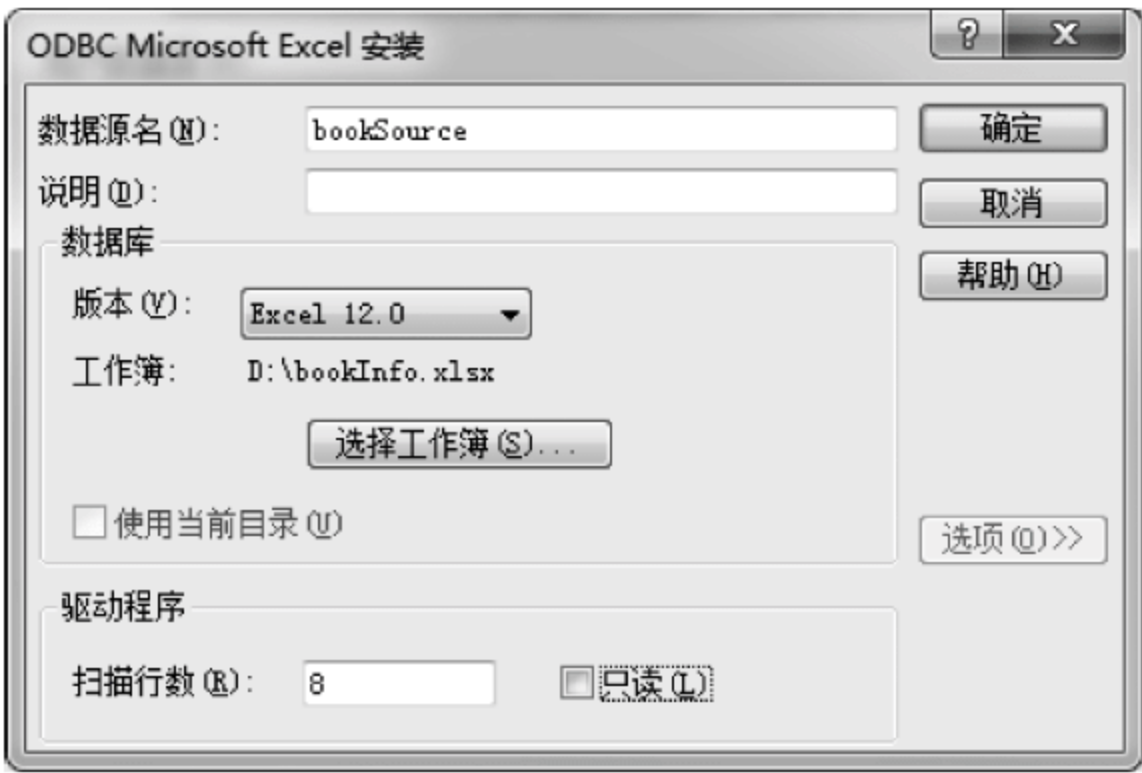 ODBC Microsoft Excel 安装
数据源名(N): bookSource 确定
说明(D): 取消
数据库
帮助(H)
版本(V): Excel 12.0
工作簿: D:\bookInfo.xlsx
选择工作簿(S)...
使用当前目录(U)
选项(O)>>
驱动程序
扫描行数(R): 8 只读(L)